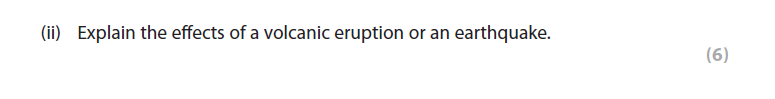 (ii) Explain the effects of a volcanic eruption or an earthquake.
(6)